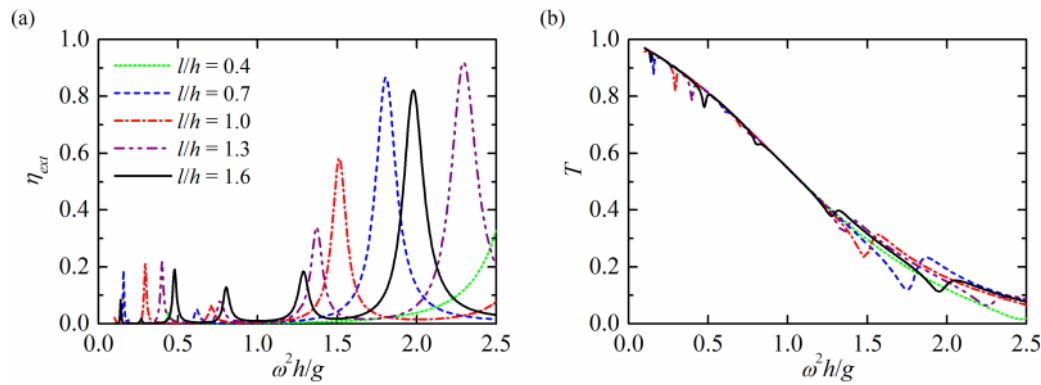 (a)
1.0
0.8
0.6
0.4
0.2
0.0
η_ext
l/h = 0.4
l/h = 0.7
l/h = 1.0
l/h = 1.3
l/h = 1.6
0.0 0.5 1.0 1.5 2.0 2.5
ω²h/g
(b)
1.0
0.8
0.6
0.4
0.2
0.0
T
0.0 0.5 1.0 1.5 2.0 2.5
ω²h/g